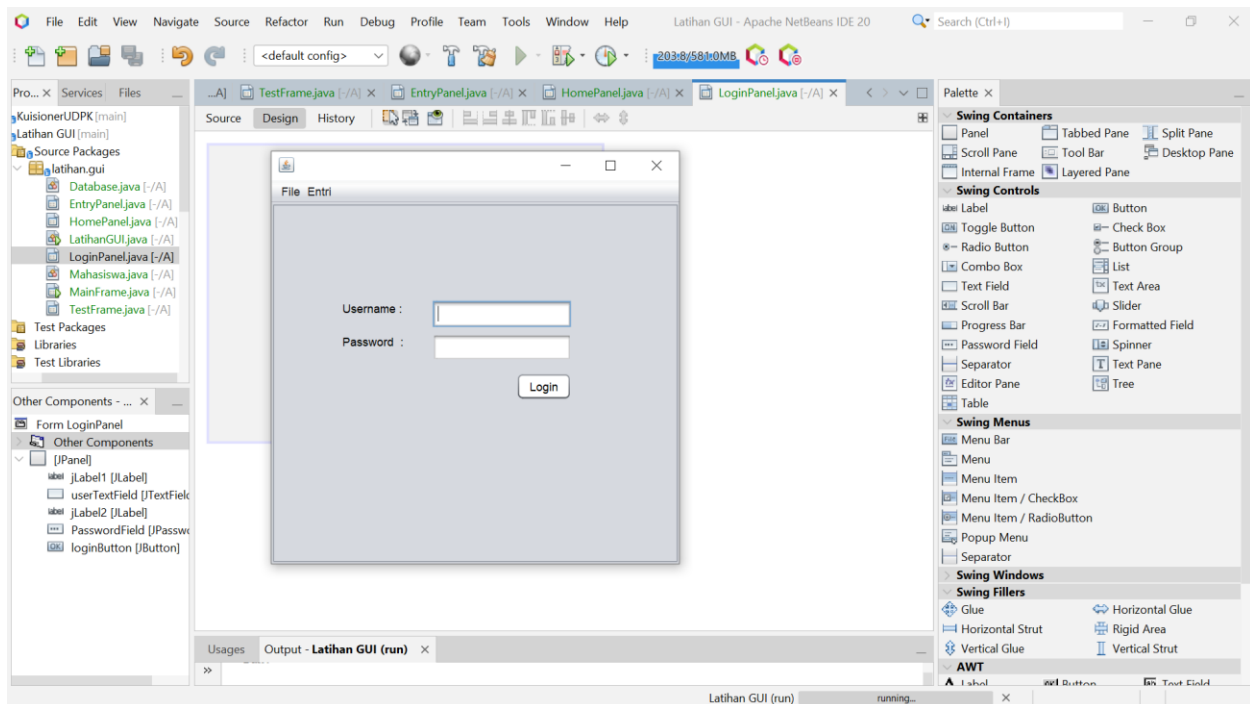 File Edit View Navigate Source Refactor Run Debug Profile Team Tools Window Help Latihan GUI - Apache NetBeans IDE 20 Search (Ctrl+I)
<default config> 203.8/581.0MB
Pro... Services Files
KuisionerUDPK [main]
Latihan GUI [main]
Source Packages
latihan.gui
Database.java [-/A]
EntryPanel.java [-/A]
HomePanel.java [-/A]
LatihanGUI.java [-/A]
LoginPanel.java [-/A]
Mahasiswa.java [-/A]
MainFrame.java [-/A]
TestFrame.java [-/A]
Test Packages
Libraries
Test Libraries
Other Components - ...
Form LoginPanel
Other Components
[JPanel]
jLabel1 [JLabel]
userTextField [JTextField
jLabel2 [JLabel]
PasswordField [JPassw
loginButton [JButton]
...A] TestFrame.java [-/A] EntryPanel.java [-/A] HomePanel.java [-/A] LoginPanel.java [-/A]
Source Design History
File Entri
Username :
Password :
Login
Usages Output - Latihan GUI (run)
Palette
Swing Containers
Panel Tabbed Pane Split Pane
Scroll Pane Tool Bar Desktop Pane
Internal Frame Layered Pane
Swing Controls
label Label OK Button
ON Toggle Button Check Box
Radio Button Button Group
Combo Box List
Text Field Text Area
Scroll Bar Slider
Progress Bar Formatted Field
Password Field Spinner
Separator Text Pane
Editor Pane Tree
Table
Swing Menus
Menu Bar
Menu
Menu Item
Menu Item / CheckBox
Menu Item / RadioButton
Popup Menu
Separator
Swing Windows
Swing Fillers
Glue Horizontal Glue
Horizontal Strut Rigid Area
Vertical Glue Vertical Strut
AWT
Label Button Text Field
Latihan GUI (run) running...